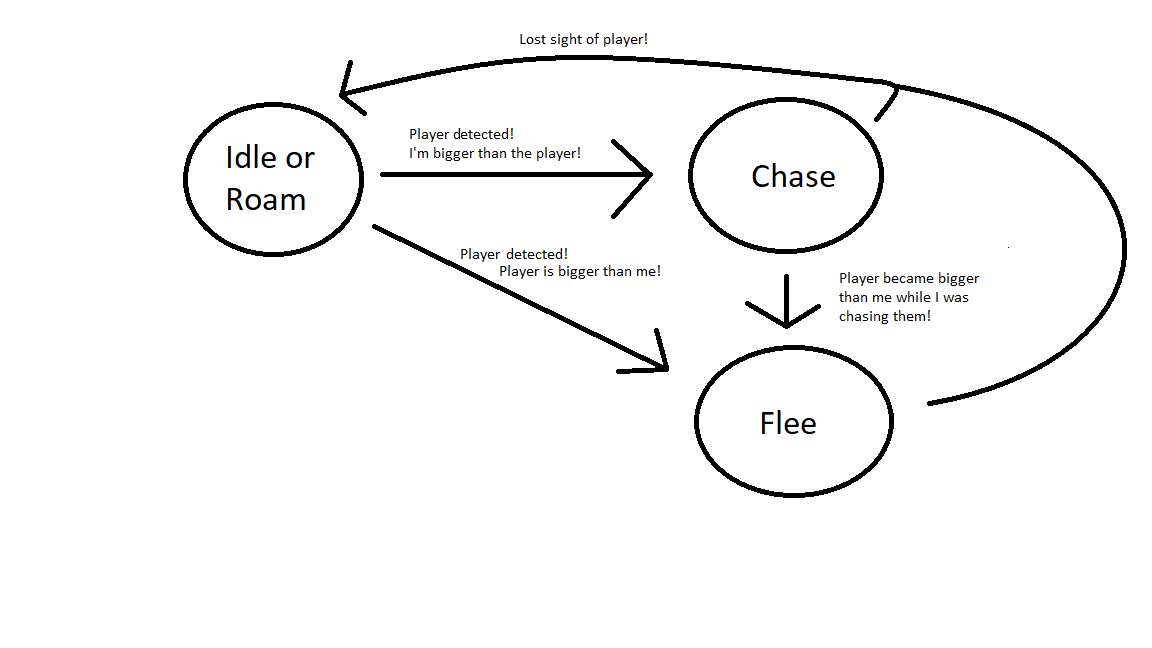 Lost sight of player!
Player detected!
I'm bigger than the player!
Idle or
Roam
Chase
Player detected!
Player is bigger than me!
Player became bigger
than me while I was
chasing them!
Flee